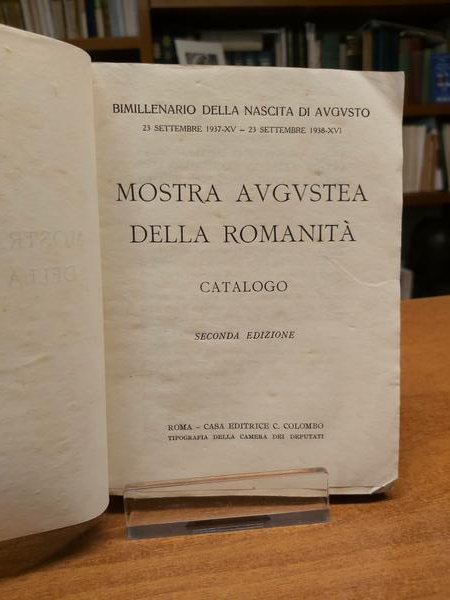 BIMILLENARIO DELLA NASCITA DI AVGVSTO
23 SETTEMBRE 1937-XV – 23 SETTEMBRE 1938-XVI
MOSTRA AVGVSTEA
DELLA ROMANITÀ
CATALOGO
SECONDA EDIZIONE
ROMA – CASA EDITRICE C. COLOMBO
TIPOGRAFIA DELLA CAMERA DEI DEPUTATI